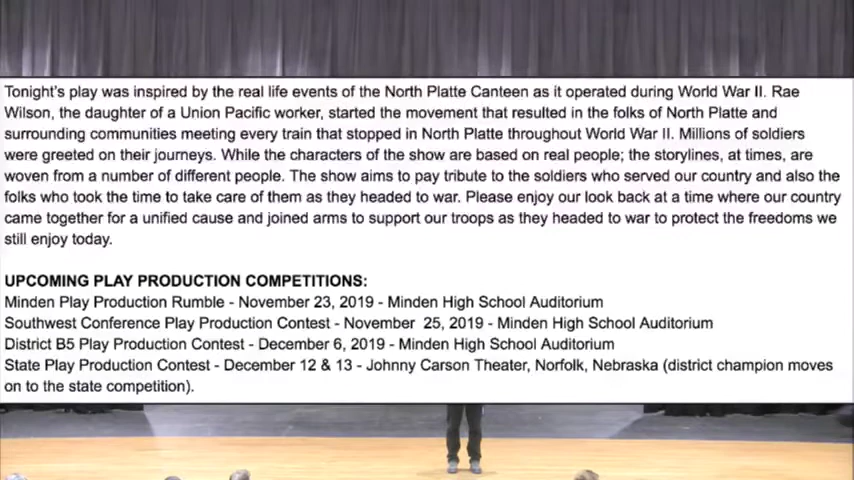 Tonight's play was inspired by the real life events of the North Platte Canteen as it operated during World War II. Rae
Wilson, the daughter of a Union Pacific worker, started the movement that resulted in the folks of North Platte and
surrounding communities meeting every train that stopped in North Platte throughout World War II. Millions of soldiers
were greeted on their journeys. While the characters of the show are based on real people; the storylines, at times, are
woven from a number of different people. The show aims to pay tribute to the soldiers who served our country and also the
folks who took the time to take care of them as they headed to war. Please enjoy our look back at a time where our country
came together for a unified cause and joined arms to support our troops as they headed to war to protect the freedoms we
still enjoy today.
UPCOMING PLAY PRODUCTION COMPETITIONS:
Minden Play Production Rumble - November 23, 2019 - Minden High School Auditorium
Southwest Conference Play Production Contest - November 25, 2019 - Minden High School Auditorium
District B5 Play Production Contest - December 6, 2019 - Minden High School Auditorium
State Play Production Contest - December 12 & 13 - Johnny Carson Theater, Norfolk, Nebraska (district champion moves
on to the state competition).